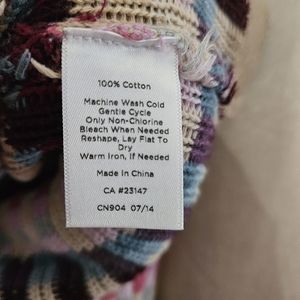 100% Cotton
Machine Wash Cold
Gentle Cycle
Only Non-Chlorine
Bleach When Needed
Reshape, Lay Flat To
Dry
Warm Iron, If Needed
Made in China
CA #23147
CN904 07/14